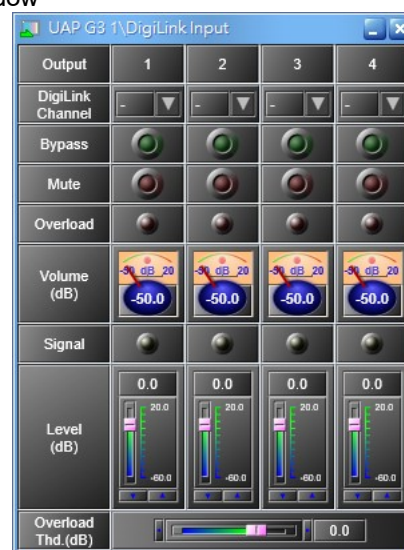 dow
UAP G3 1\DigiLink Input
Output 1 2 3 4
DigiLink
Channel - - - -
Bypass
Mute
Overload
-50 dB 20 -50 dB 20 -50 dB 20 -50 dB 20
Volume
(dB)
-50.0 -50.0 -50.0 -50.0
Signal
0.0 0.0 0.0 0.0
20.0 20.0 20.0 20.0
Level
(dB)
-60.0 -60.0 -60.0 -60.0
Overload
Thd.(dB) 0.0